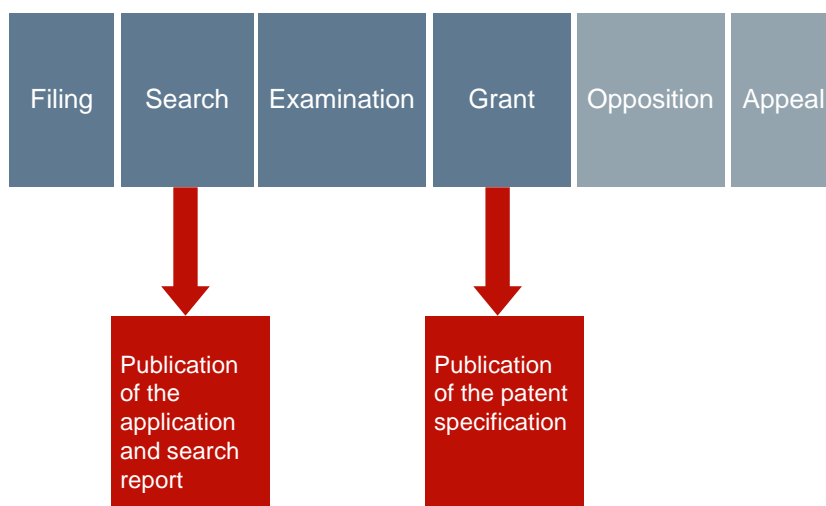 Filing
Search
Examination
Grant
Opposition
Appeal
Publication
of the
application
and search
report
Publication
of the patent
specification